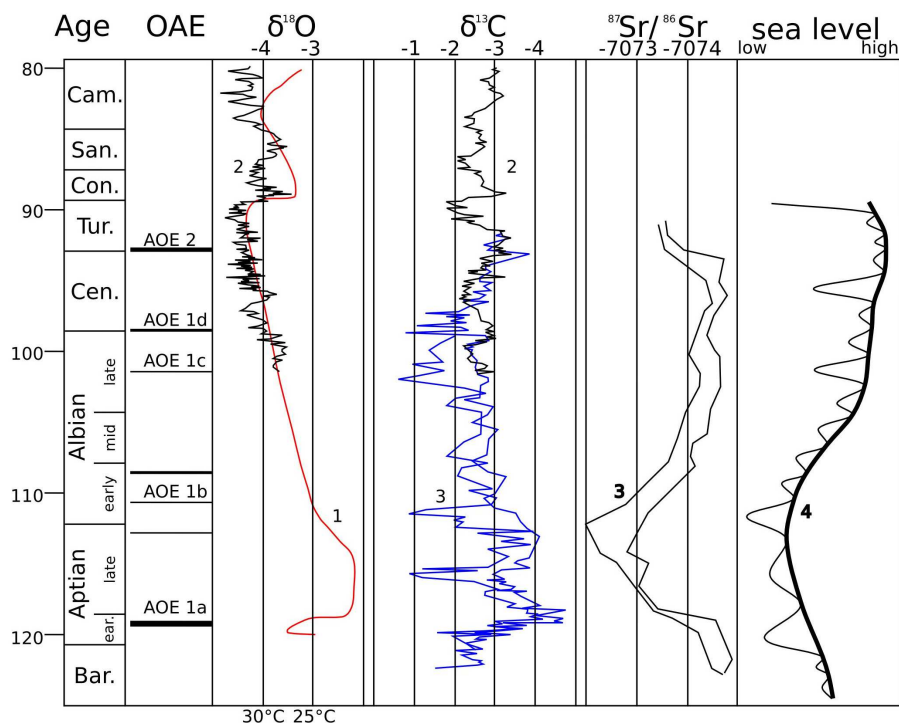 Age OAE δ¹⁸O δ¹³C ⁸⁷Sr/ ⁸⁶Sr sea level
-4 -3 -1 -2 -3 -4 -7073 -7074 low high
80
Cam.
San.
2 2
Con.
90
Tur.
AOE 2
Cen.
AOE 1d
100
late AOE 1c
Albian
mid
early AOE 1b 3 3 4
110
1
Aptian
late
AOE 1a
ear.
120
Bar.
30°C 25°C